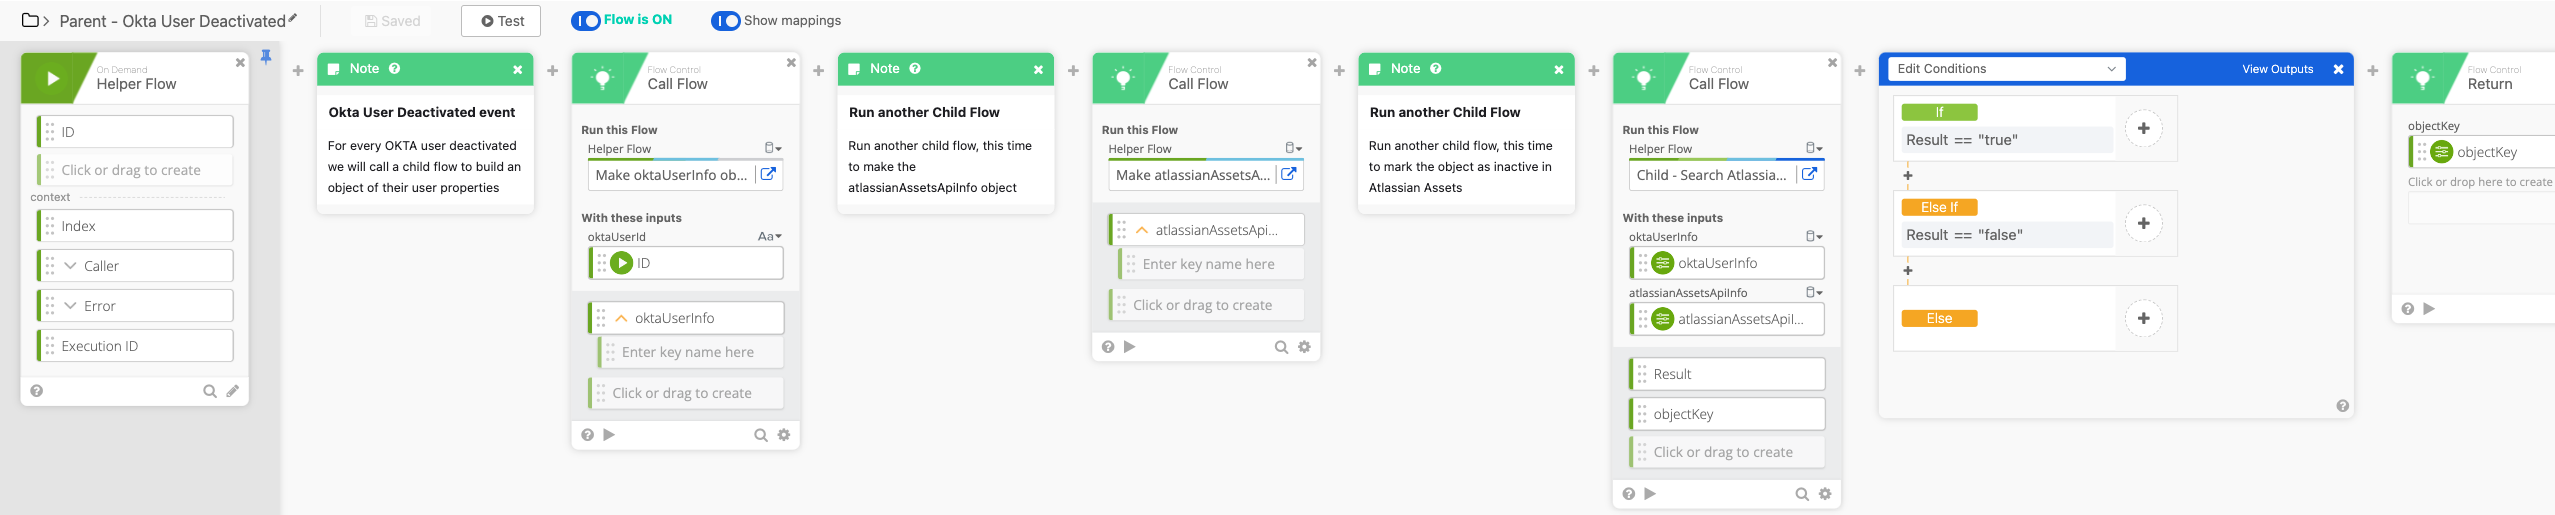 Parent - Okta User Deactivated
Saved
Test
Flow is ON
Show mappings
On Demand
Helper Flow
ID
Click or drag to create
context
Index
Caller
Error
Execution ID
Note
Okta User Deactivated event
For every OKTA user deactivated
we will call a child flow to build an
object of their user properties
Flow Control
Call Flow
Run this Flow
Helper Flow
Make oktaUserInfo ob...
With these inputs
oktaUserId
Aa
ID
oktaUserInfo
Enter key name here
Click or drag to create
Note
Run another Child Flow
Run another child flow, this time
to make the
atlassianAssetsApiInfo object
Flow Control
Call Flow
Run this Flow
Helper Flow
Make atlassianAssetsA...
atlassianAssetsApi...
Enter key name here
Click or drag to create
Note
Run another Child Flow
Run another child flow, this time
to mark the object as inactive in
Atlassian Assets
Flow Control
Call Flow
Run this Flow
Helper Flow
Child - Search Atlassia...
With these inputs
oktaUserInfo
oktaUserInfo
atlassianAssetsApiInfo
atlassianAssetsApiI...
Result
objectKey
Click or drag to create
Edit Conditions
View Outputs
If
Result == "true"
Else If
Result == "false"
Else
Flow Control
Return
objectKey
objectKey
Click or drop here to create